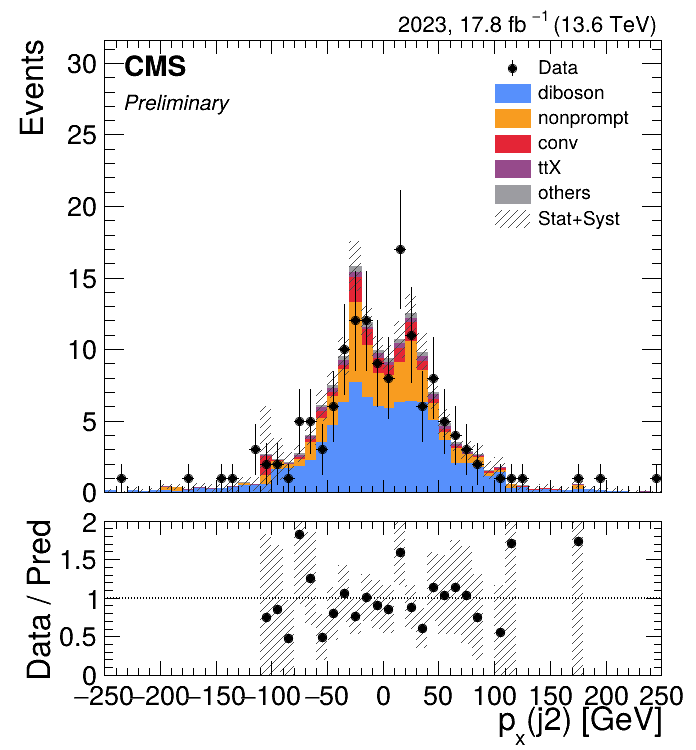 2023, 17.8 fb⁻¹ (13.6 TeV)
CMS
Preliminary
Data
diboson
nonprompt
conv
ttX
others
Stat+Syst
Events
30
25
20
15
10
5
0
Data / Pred
2
1.5
1
0.5
0
−250 −200 −150 −100 −50 0 50 100 150 200 250
pₓ(j2) [GeV]